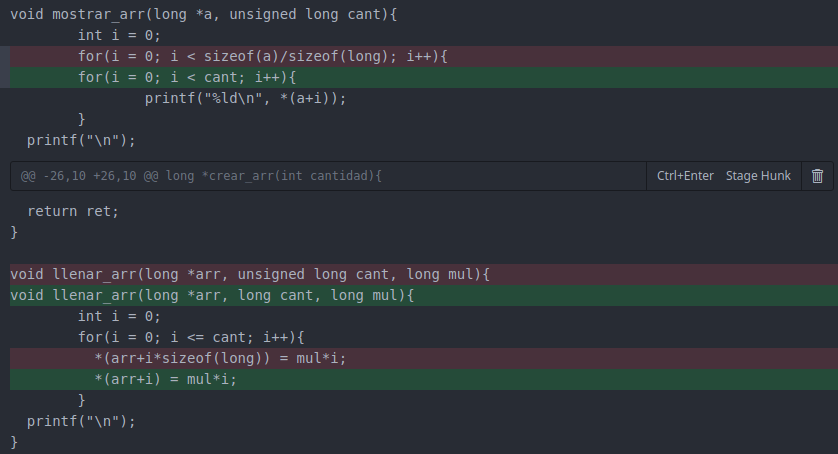 void mostrar_arr(long *a, unsigned long cant){
        int i = 0;
        for(i = 0; i < sizeof(a)/sizeof(long); i++){
        for(i = 0; i < cant; i++){
                printf("%ld\n", *(a+i));
        }
  printf("\n");
@@ -26,10 +26,10 @@ long *crear_arr(int cantidad){ Ctrl+Enter Stage Hunk
  return ret;
}
void llenar_arr(long *arr, unsigned long cant, long mul){
void llenar_arr(long *arr, long cant, long mul){
        int i = 0;
        for(i = 0; i <= cant; i++){
          *(arr+i*sizeof(long)) = mul*i;
          *(arr+i) = mul*i;
        }
  printf("\n");
}